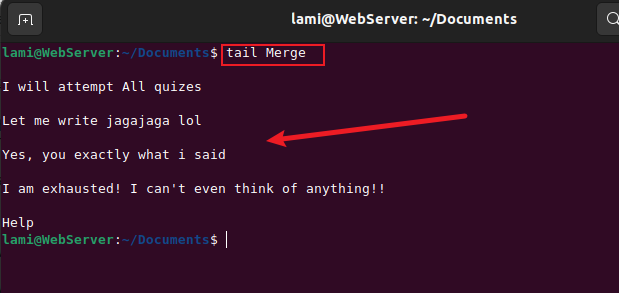 lami@WebServer: ~/Documents
lami@WebServer:~/Documents$ tail Merge
I will attempt All quizes
Let me write jagajaga lol
Yes, you exactly what i said
I am exhausted! I can't even think of anything!!
Help
lami@WebServer:~/Documents$